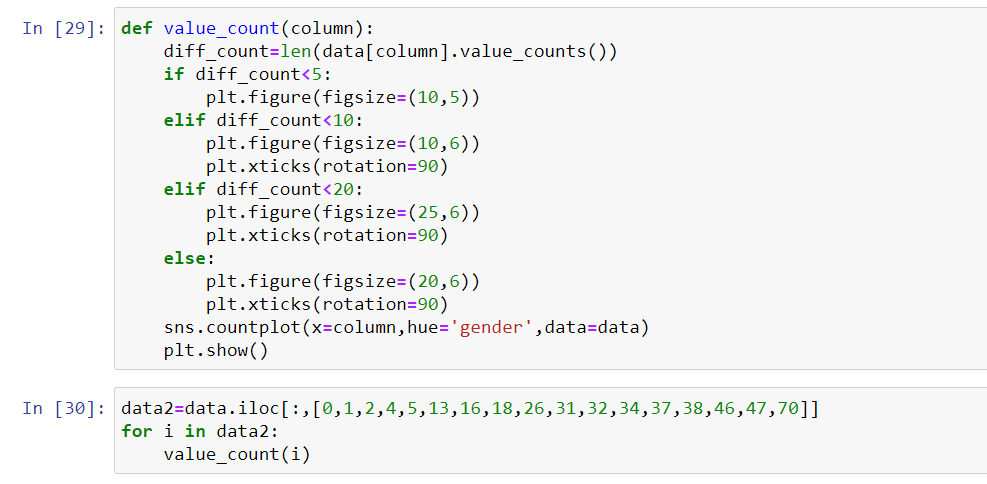 In [29]: def value_count(column):
    diff_count=len(data[column].value_counts())
    if diff_count<5:
        plt.figure(figsize=(10,5))
    elif diff_count<10:
        plt.figure(figsize=(10,6))
        plt.xticks(rotation=90)
    elif diff_count<20:
        plt.figure(figsize=(25,6))
        plt.xticks(rotation=90)
    else:
        plt.figure(figsize=(20,6))
        plt.xticks(rotation=90)
    sns.countplot(x=column,hue='gender',data=data)
    plt.show()
In [30]: data2=data.iloc[:,[0,1,2,4,5,13,16,18,26,31,32,34,37,38,46,47,70]]
for i in data2:
    value_count(i)